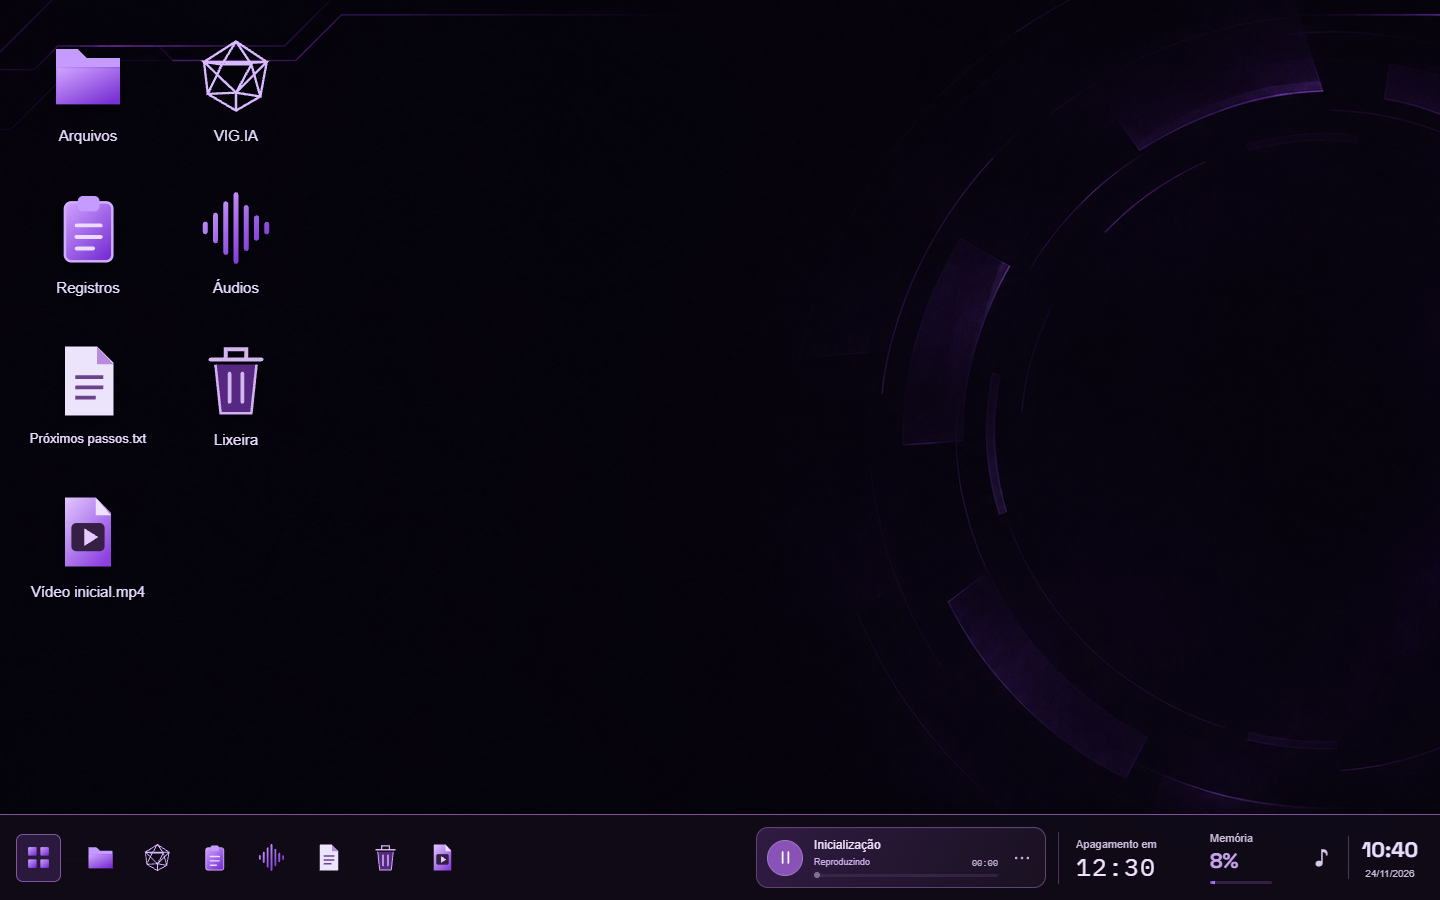 Arquivos
VIG.IA
Registros
Áudios
Próximos passos.txt
Lixeira
Vídeo inicial.mp4
Inicialização
Reproduzindo
00:00
Apagamento em
12:30
Memória
8%
10:40
24/11/2026